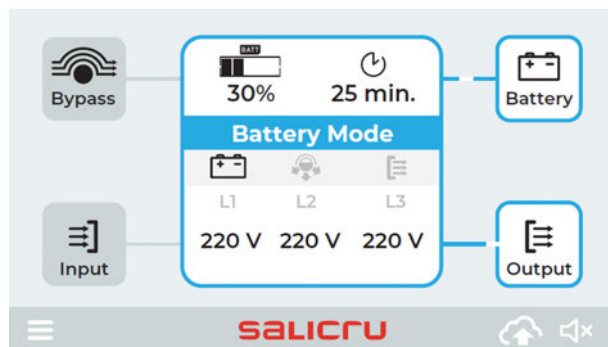 BATT
30%
25 min.
Bypass
Battery
Battery Mode
L1 L2 L3
220 V 220 V 220 V
Input
Output
SALICRU